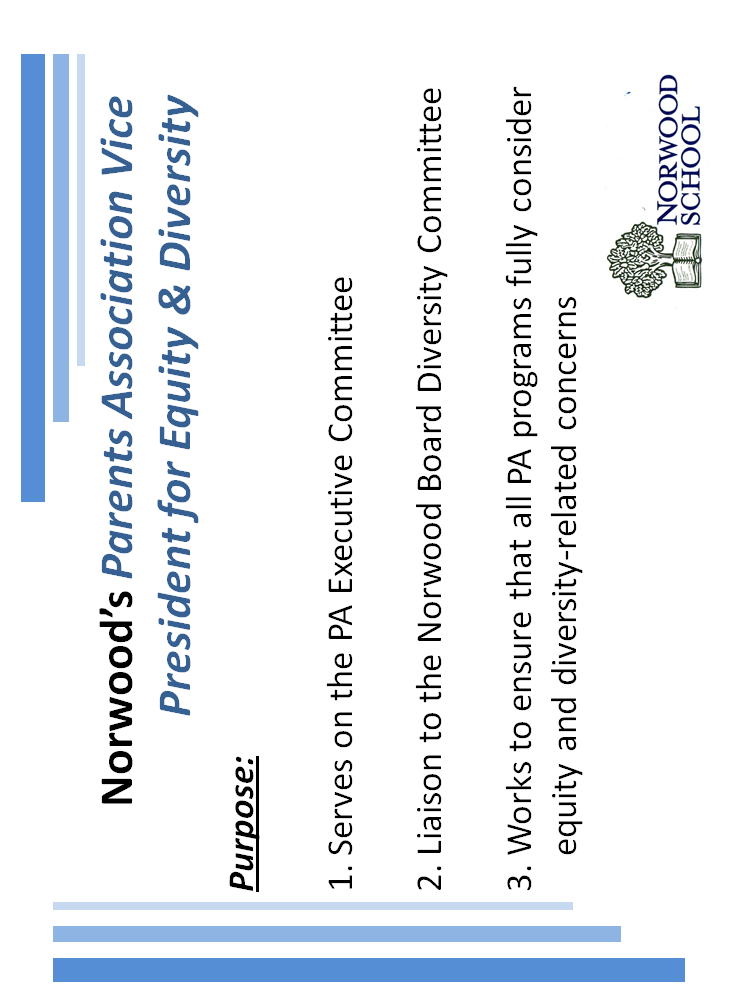 Norwood’s Parents Association Vice
President for Equity & Diversity
Purpose:
1. Serves on the PA Executive Committee
2. Liaison to the Norwood Board Diversity Committee
3. Works to ensure that all PA programs fully consider
equity and diversity-related concerns
NORWOOD
SCHOOL